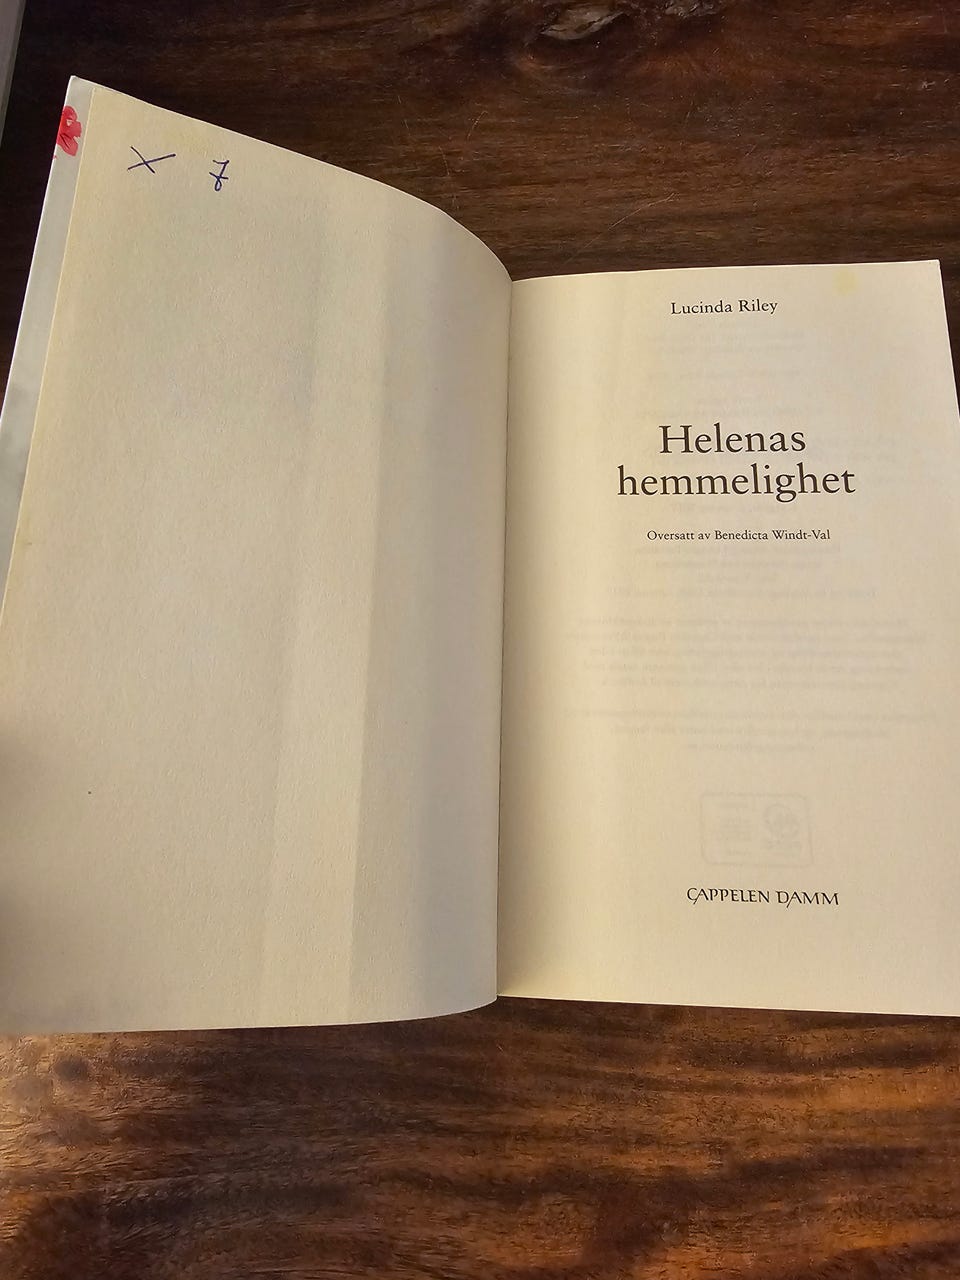 X 7
Lucinda Riley
Helenas
hemmelighet
Oversatt av Benedicta Windt-Val
CAPPELEN DAMM